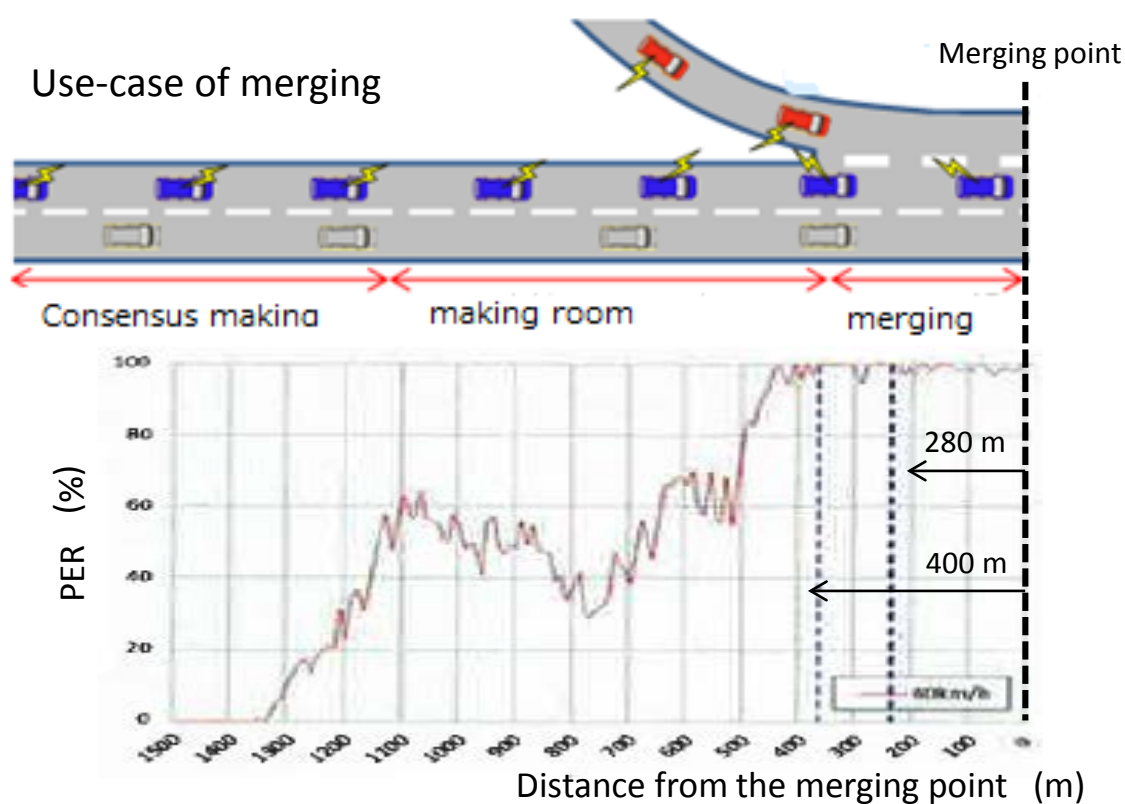 Merging point
Use-case of merging
Consensus making
making room
merging
100
80
60
40
20
0
PER (%)
280 m
400 m
60km/h
1500 1400 1300 1200 1100 1000 900 800 700 600 500 400 300 200 100 0
Distance from the merging point (m)